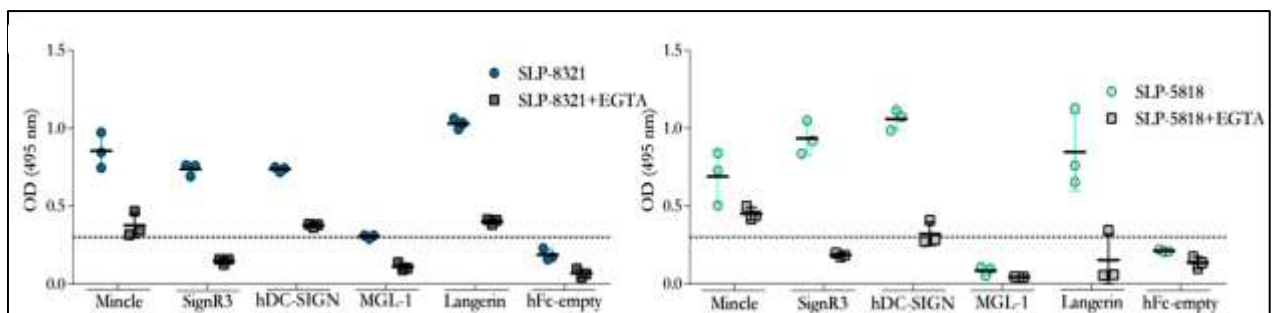 1.5
1.0
0.5
0.0
OD (495 nm)
SLP-8321
SLP-8321+EGTA
Mincle SignR3 hDC-SIGN MGL-1 Langerin hFc-empty
1.5
1.0
0.5
0.0
OD (495 nm)
SLP-5818
SLP-5818+EGTA
Mincle SignR3 hDC-SIGN MGL-1 Langerin hFc-empty